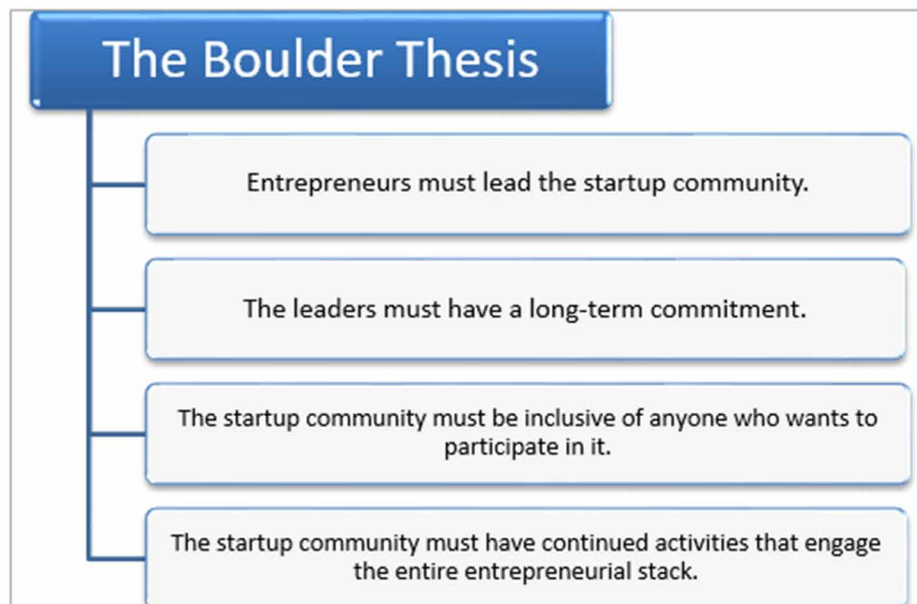 The Boulder Thesis
Entrepreneurs must lead the startup community.
The leaders must have a long-term commitment.
The startup community must be inclusive of anyone who wants to
participate in it.
The startup community must have continued activities that engage
the entire entrepreneurial stack.